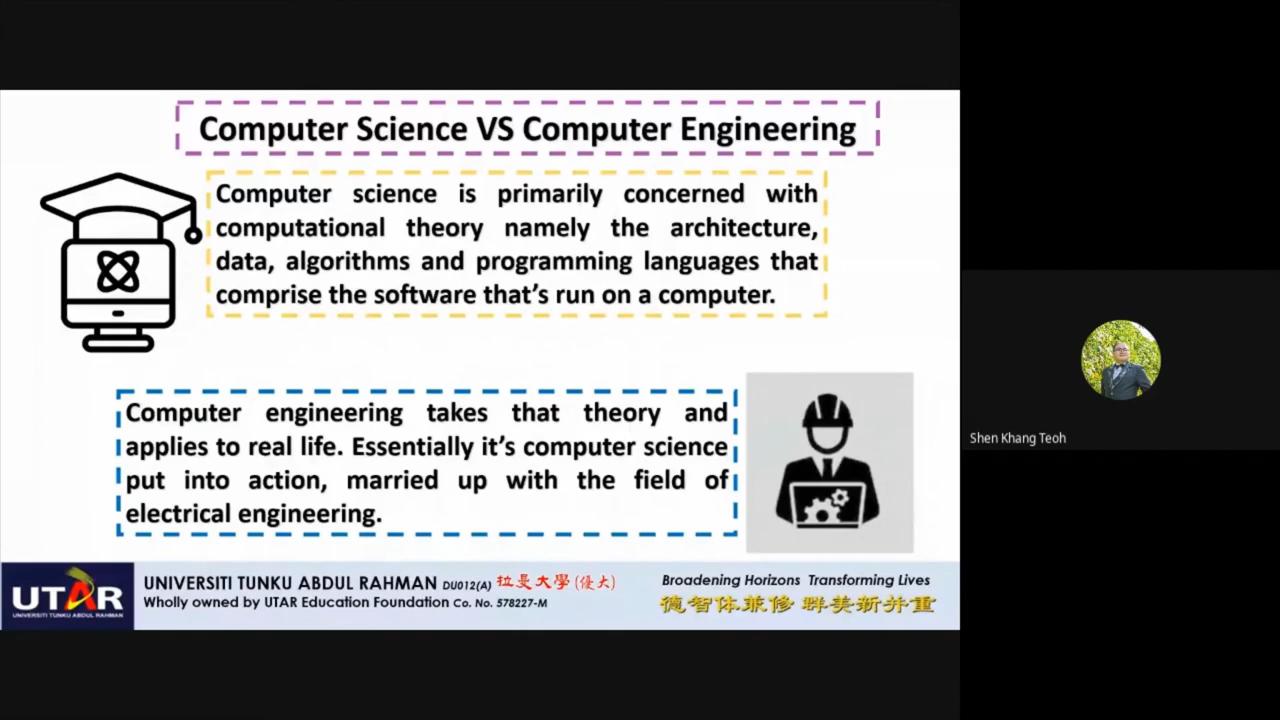 Computer Science VS Computer Engineering
Computer science is primarily concerned with
computational theory namely the architecture,
data, algorithms and programming languages that
comprise the software that's run on a computer.
Computer engineering takes that theory and
applies to real life. Essentially it's computer science
put into action, married up with the field of
electrical engineering.
Shen Khang Teoh
UTAR
UNIVERSITI TUNKU ABDUL RAHMAN
UNIVERSITI TUNKU ABDUL RAHMAN DU012(A) 拉曼大學(優大)
Wholly owned by UTAR Education Foundation Co. No. 578227-M
Broadening Horizons Transforming Lives
德智体兼修 群美新并重